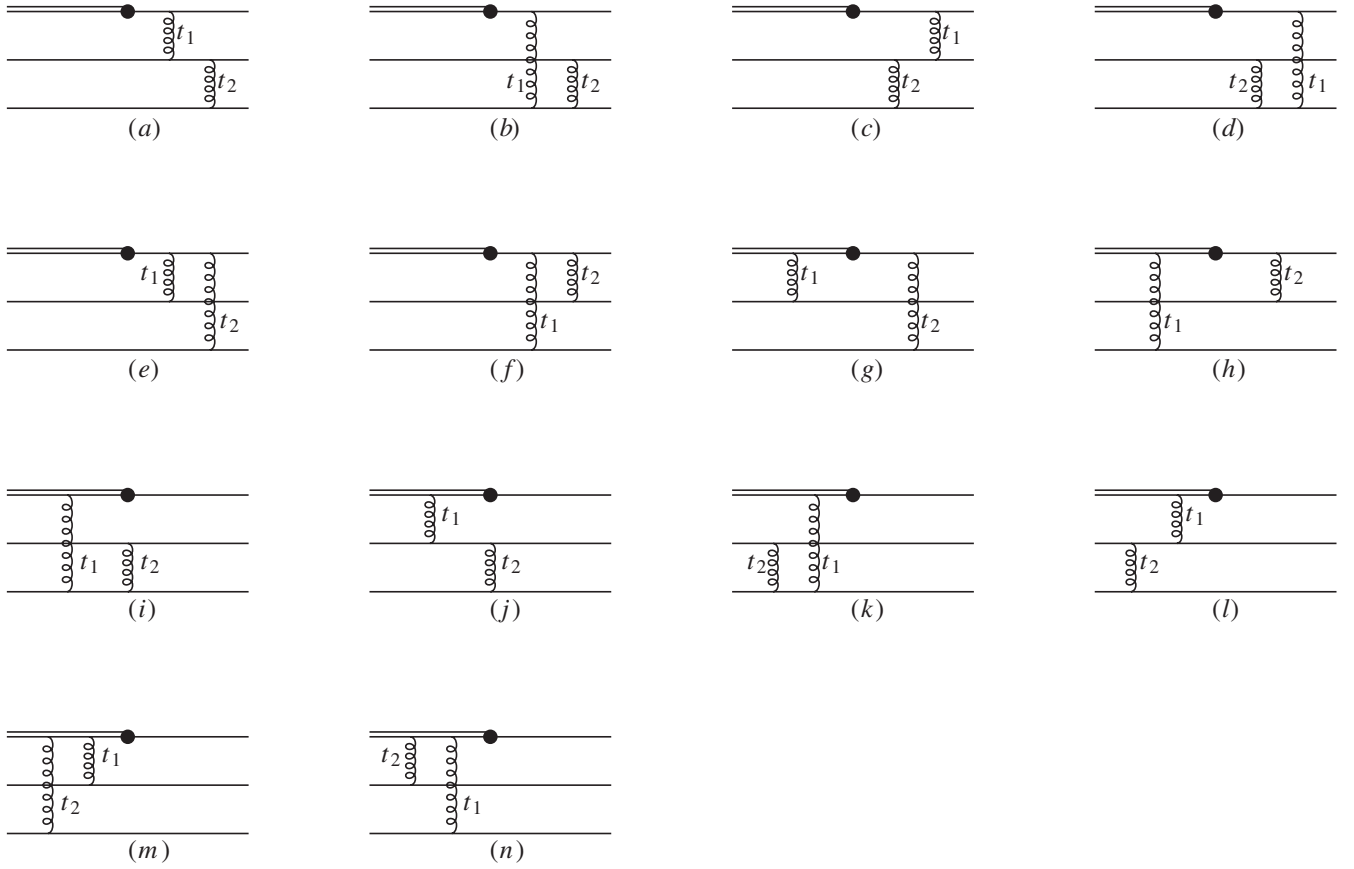 t1 t1 t1
t2 t1 t2 t2 t2 t1
(a) (b) (c) (d)
t1 t2 t1 t2
t2 t1 t2 t1
(e) (f) (g) (h)
t1 t1
t1 t2 t2 t2 t1 t2
(i) (j) (k) (l)
t1 t2
t2 t1
(m) (n)